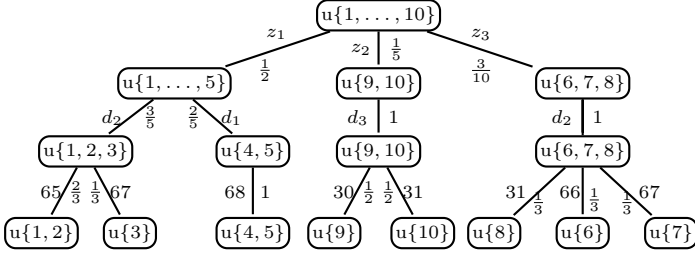 u{1, . . . , 10}
z₁ z₂ 1/5 z₃
1/2 3/10
u{1, . . . , 5} u{9, 10} u{6, 7, 8}
d₂ 3/5 2/5 d₁ d₃ 1 d₂ 1
u{1, 2, 3} u{4, 5} u{9, 10} u{6, 7, 8}
65 2/3 1/3 67 68 1 30 1/2 1/2 31 31 1/3 66 1/3 1/3 67
u{1, 2} u{3} u{4, 5} u{9} u{10} u{8} u{6} u{7}